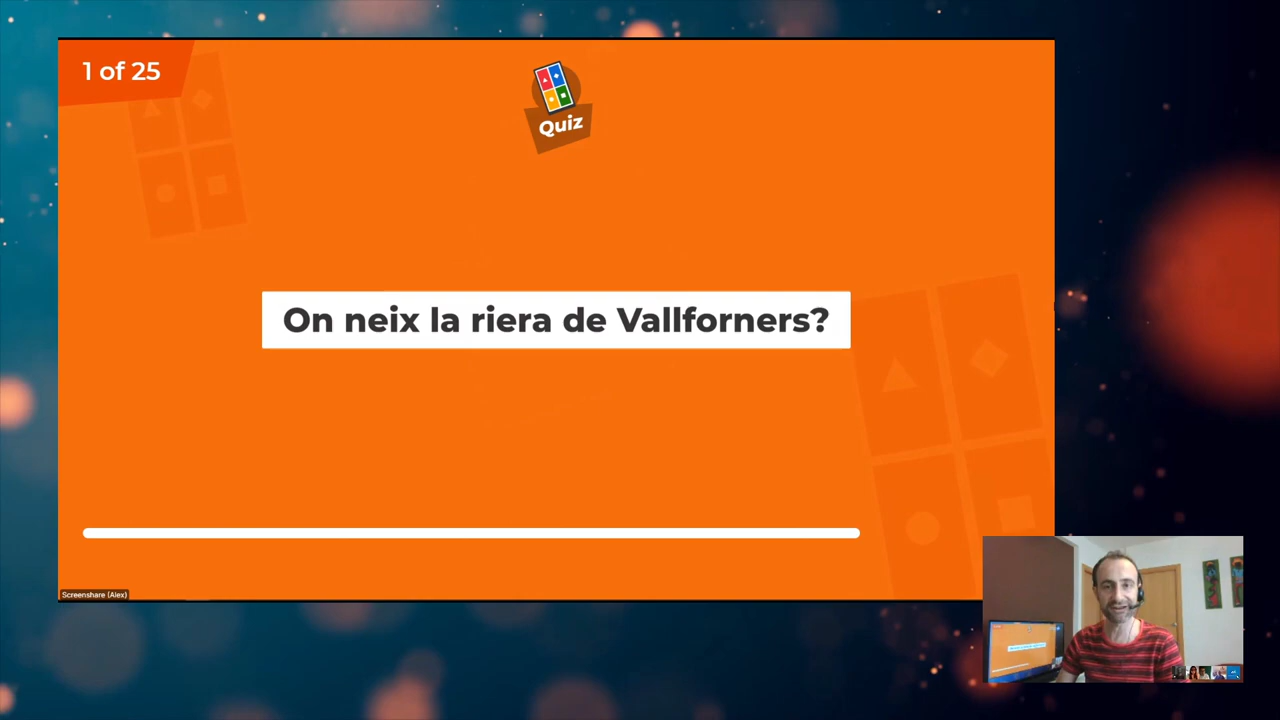 1 of 25
Quiz
On neix la riera de Vallforners?
Screenshare (Alex)